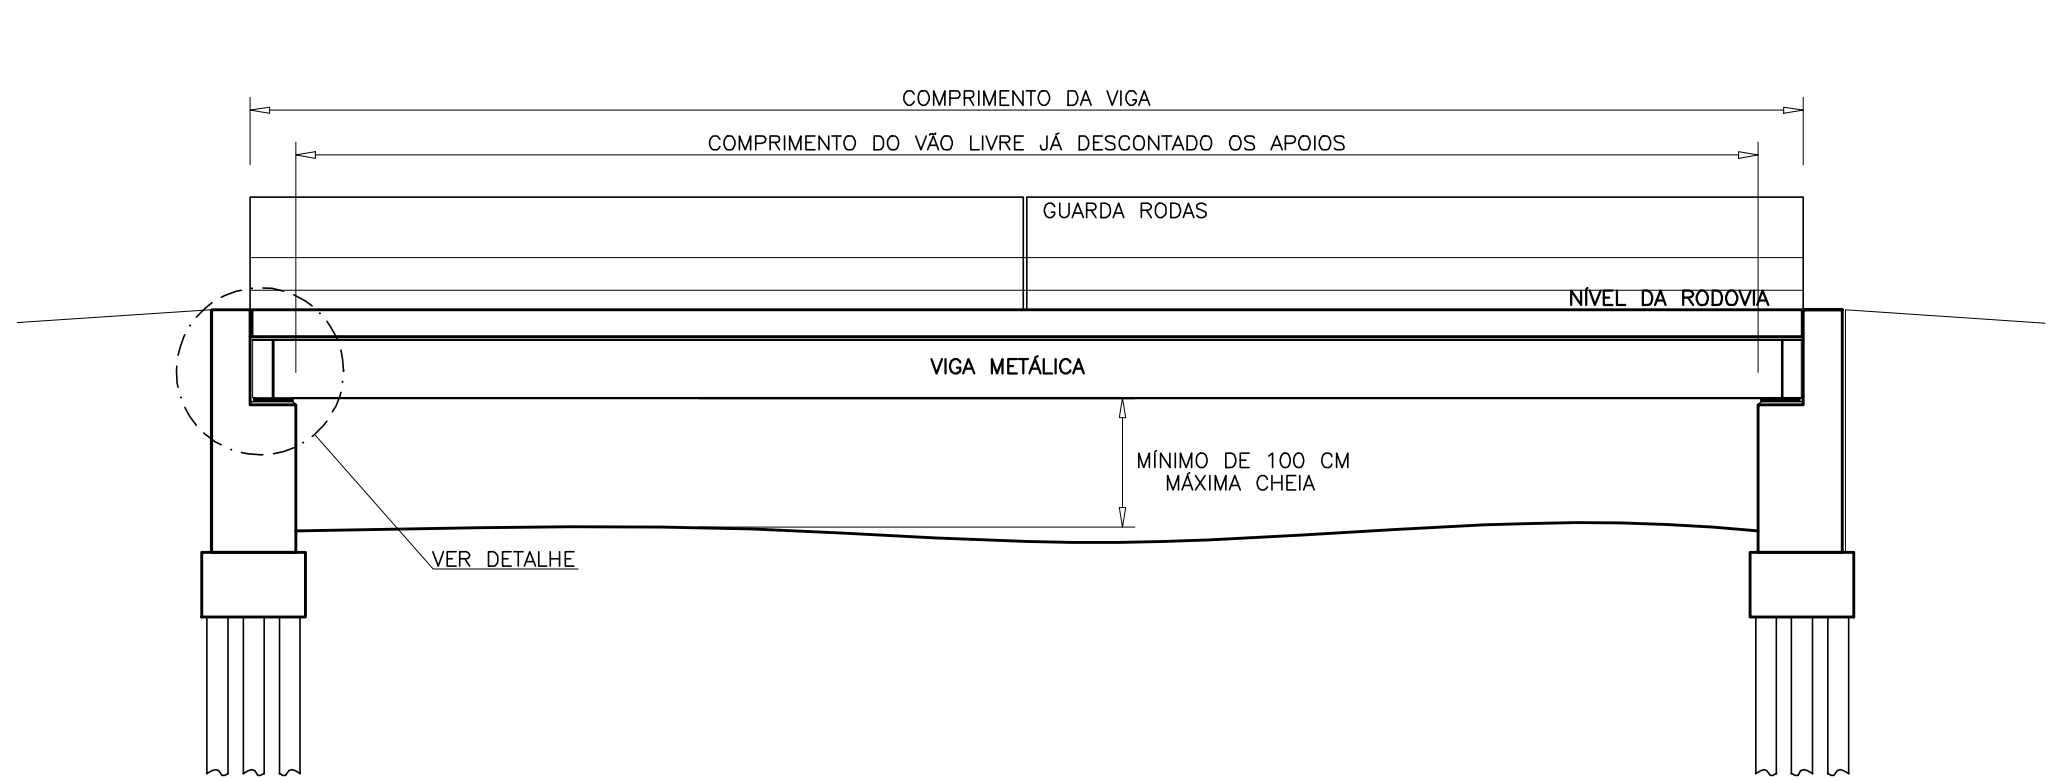 COMPRIMENTO DA VIGA
COMPRIMENTO DO VÃO LIVRE JÁ DESCONTADO OS APOIOS
GUARDA RODAS
NÍVEL DA RODOVIA
VIGA METÁLICA
MÍNIMO DE 100 CM
MÁXIMA CHEIA
VER DETALHE